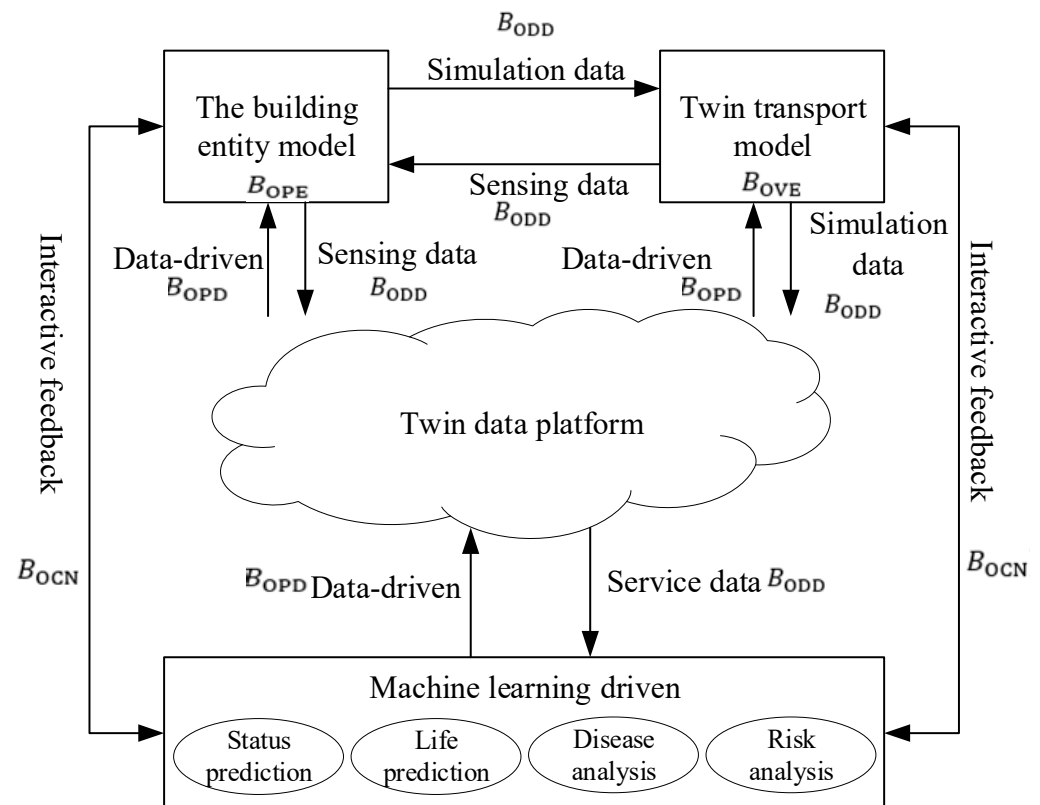 B_ODD
Simulation data
The building
entity model
B_OPE
Twin transport
model
B_OVE
Sensing data
B_ODD
Data-driven
B_OPD
Sensing data
B_ODD
Data-driven
B_OPD
Simulation
data
B_ODD
Interactive feedback
Interactive feedback
Twin data platform
B_OCN
B_OCN
B_OPD Data-driven
Service data B_ODD
Machine learning driven
Status
prediction
Life
prediction
Disease
analysis
Risk
analysis